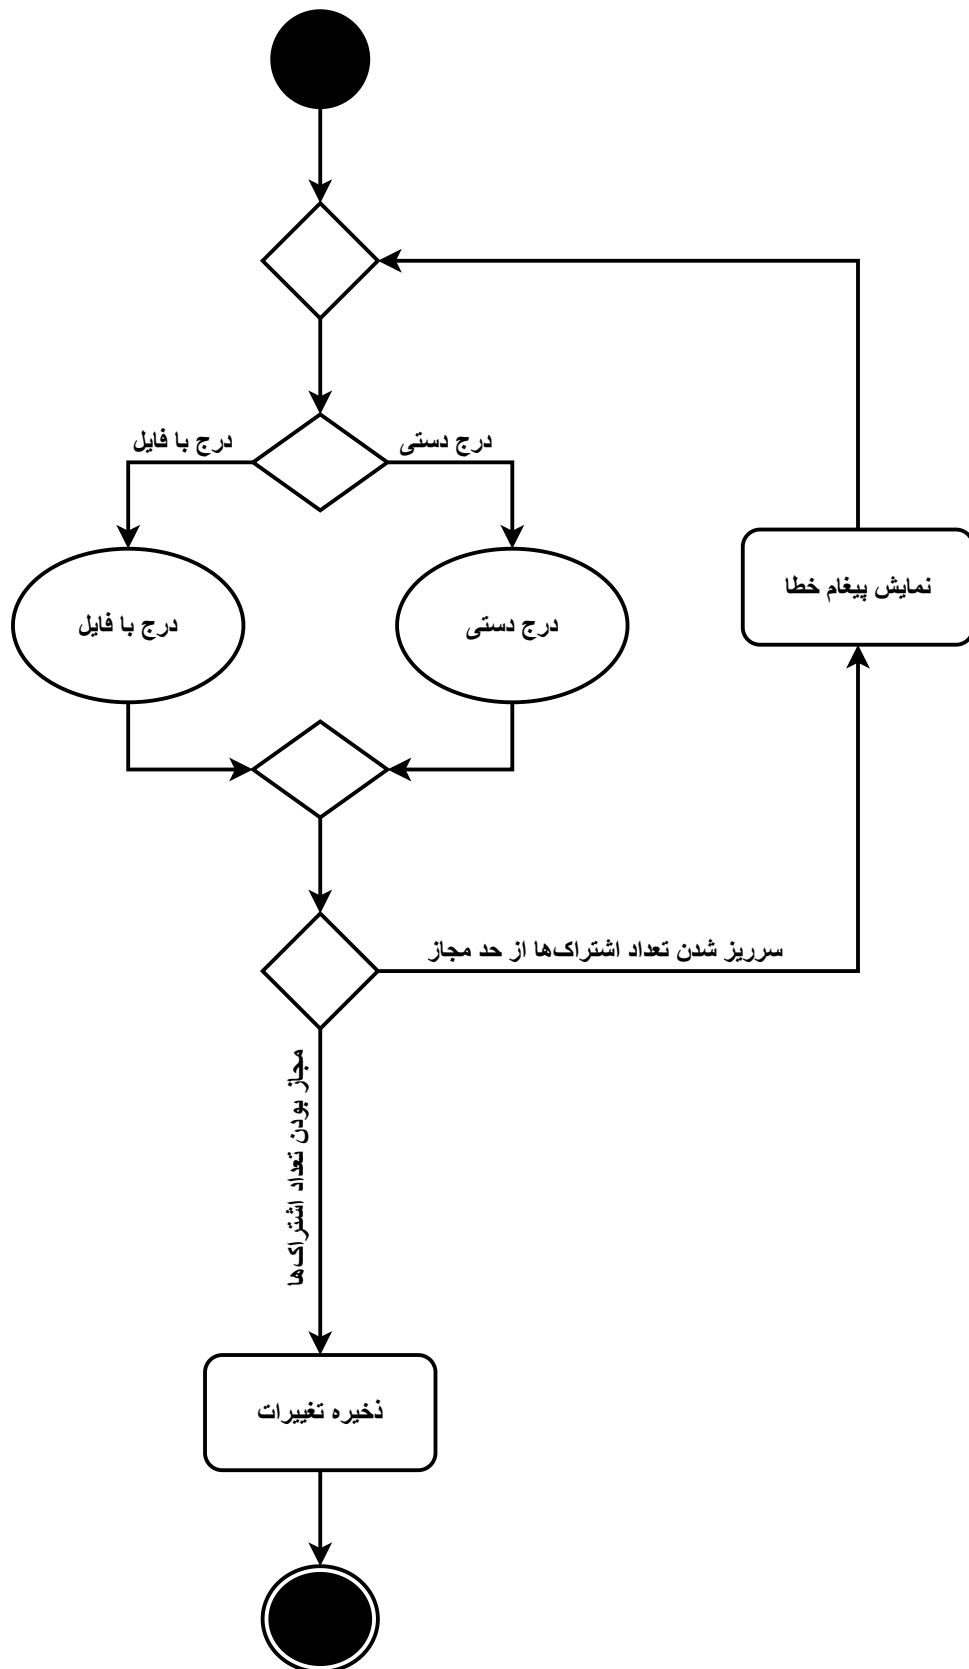 درج با فایل
درج دستی
درج با فایل
درج دستی
نمایش پیغام خطا
سرریز شدن تعداد اشتراک‌ها از حد مجاز
مجاز بودن تعداد اشتراک‌ها
ذخیره تغییرات